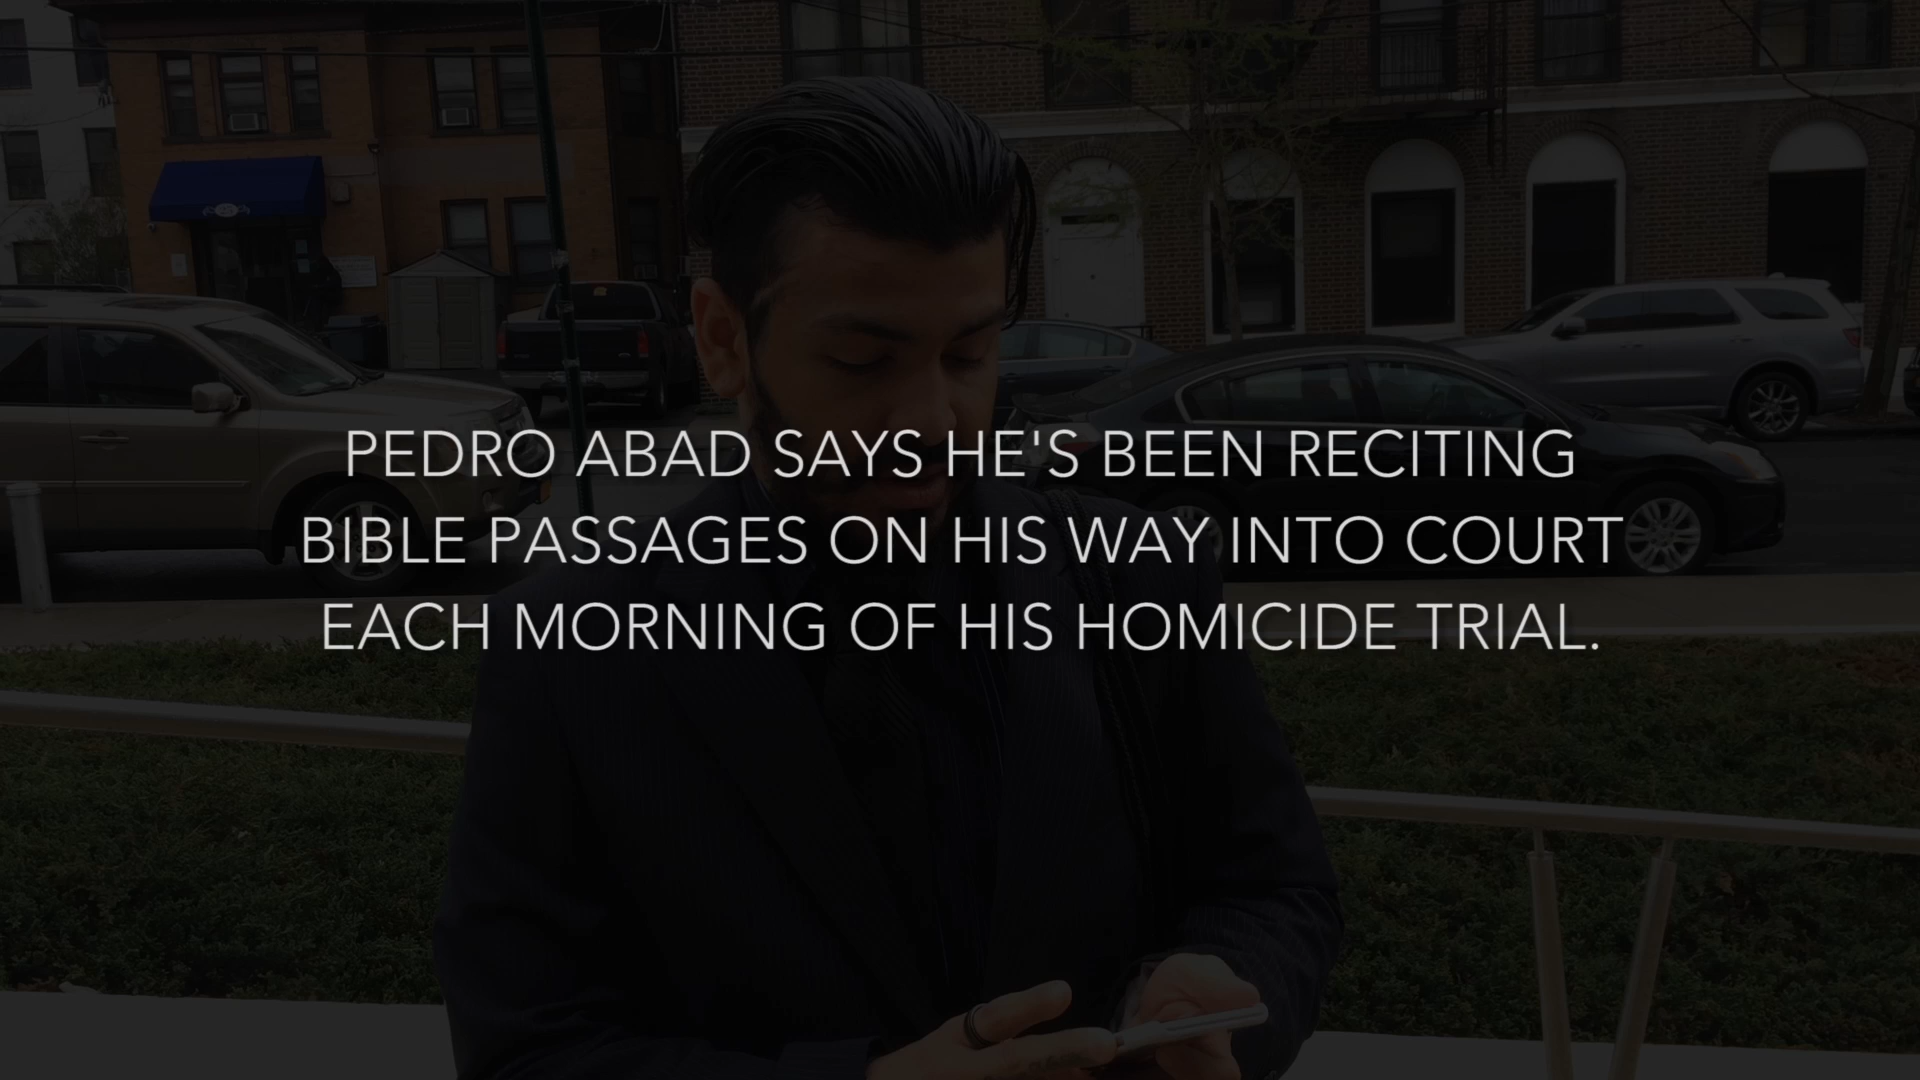 PEDRO ABAD SAYS HE'S BEEN RECITING
BIBLE PASSAGES ON HIS WAY INTO COURT
EACH MORNING OF HIS HOMICIDE TRIAL.